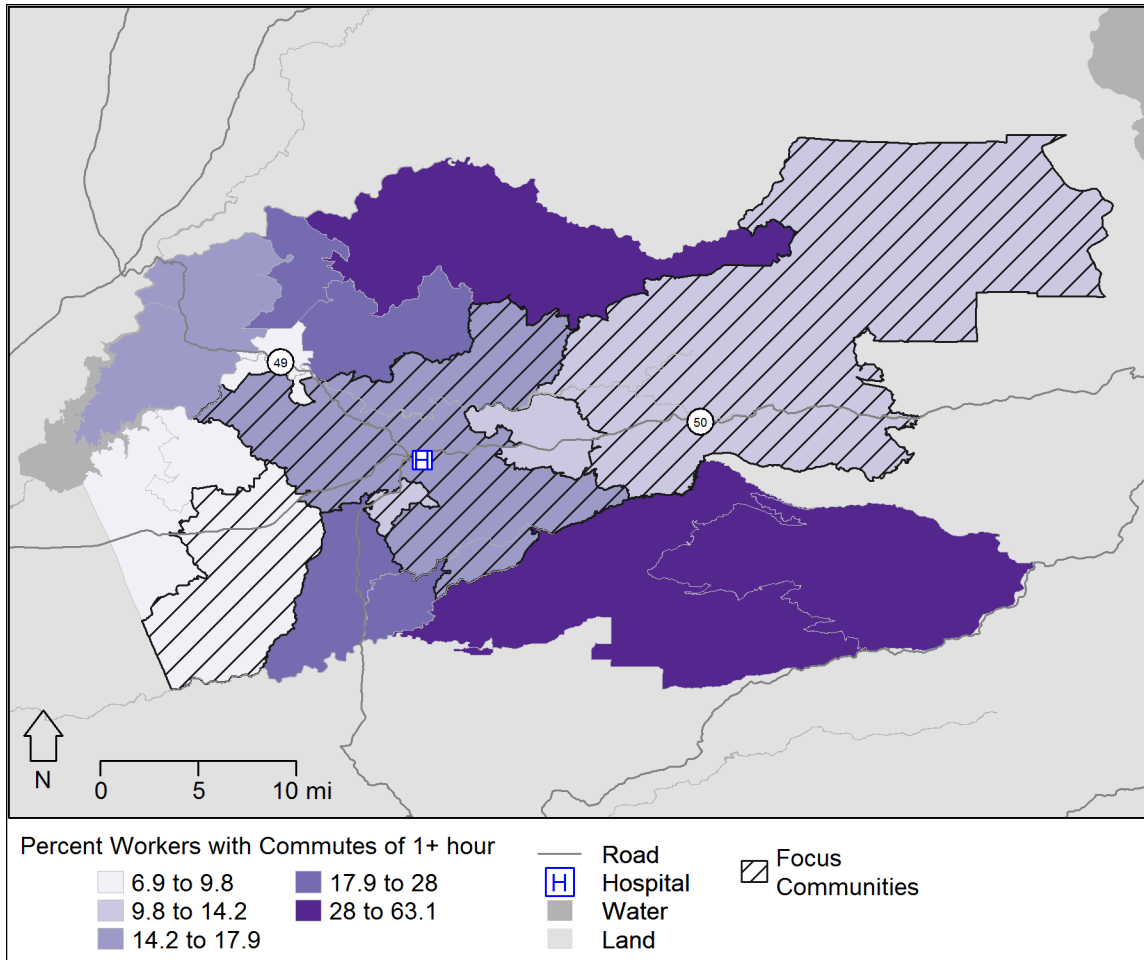 49
50
H
N
0 5 10 mi
Percent Workers with Commutes of 1+ hour
6.9 to 9.8
9.8 to 14.2
14.2 to 17.9
17.9 to 28
28 to 63.1
Road
H Hospital
Water
Land
Focus
Communities